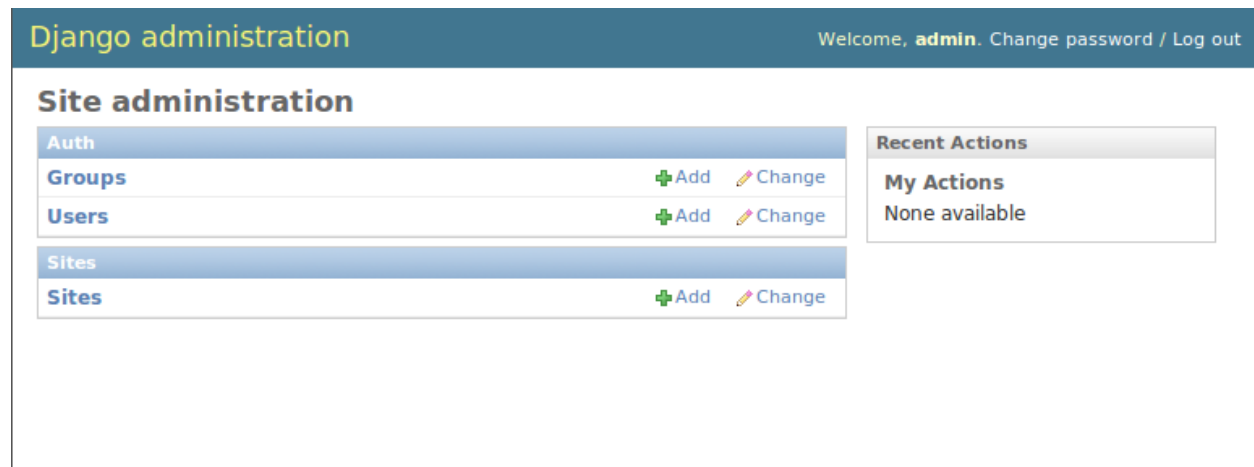 Django administration
Welcome, admin. Change password / Log out
Site administration
Auth
Groups Add Change
Users Add Change
Sites
Sites Add Change
Recent Actions
My Actions
None available